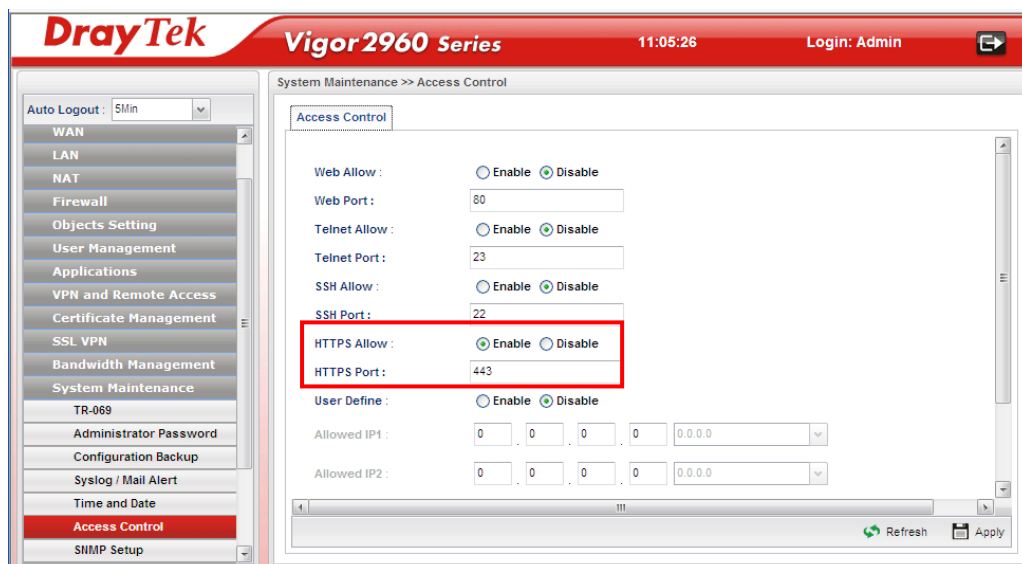 DrayTek
Vigor2960 Series
11:05:26
Login: Admin
Auto Logout : 5Min
WAN
LAN
NAT
Firewall
Objects Setting
User Management
Applications
VPN and Remote Access
Certificate Management
SSL VPN
Bandwidth Management
System Maintenance
TR-069
Administrator Password
Configuration Backup
Syslog / Mail Alert
Time and Date
Access Control
SNMP Setup
System Maintenance >> Access Control
Access Control
Web Allow : Enable Disable
Web Port : 80
Telnet Allow : Enable Disable
Telnet Port : 23
SSH Allow : Enable Disable
SSH Port : 22
HTTPS Allow : Enable Disable
HTTPS Port : 443
User Define : Enable Disable
Allowed IP1 : 0 . 0 . 0 . 0 0.0.0.0
Allowed IP2 : 0 . 0 . 0 . 0 0.0.0.0
Refresh Apply